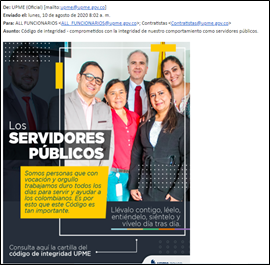 De: UPME (Oficial) [mailto:upme@upme.gov.co]
Enviado el: lunes, 10 de agosto de 2020 8:02 a. m.
Para: ALL FUNCIONARIOS <ALL_FUNCIONARIOS@upme.gov.co>; Contratistas <Contratistas@upme.gov.co>
Asunto: Código de Integridad - comprometidos con la integridad de nuestro comportamiento como servidores públicos.
Los
SERVIDORES
PÚBLICOS
Somos personas que con
vocación y orgullo
trabajamos duro todos los
días para servir y ayudar a
los colombianos. Es por
esto que este Código es
tan importante.
Llévalo contigo, léelo,
entiéndelo, siéntelo y
vívelo día tras día.
Consulta aquí la cartilla del
código de integridad UPME